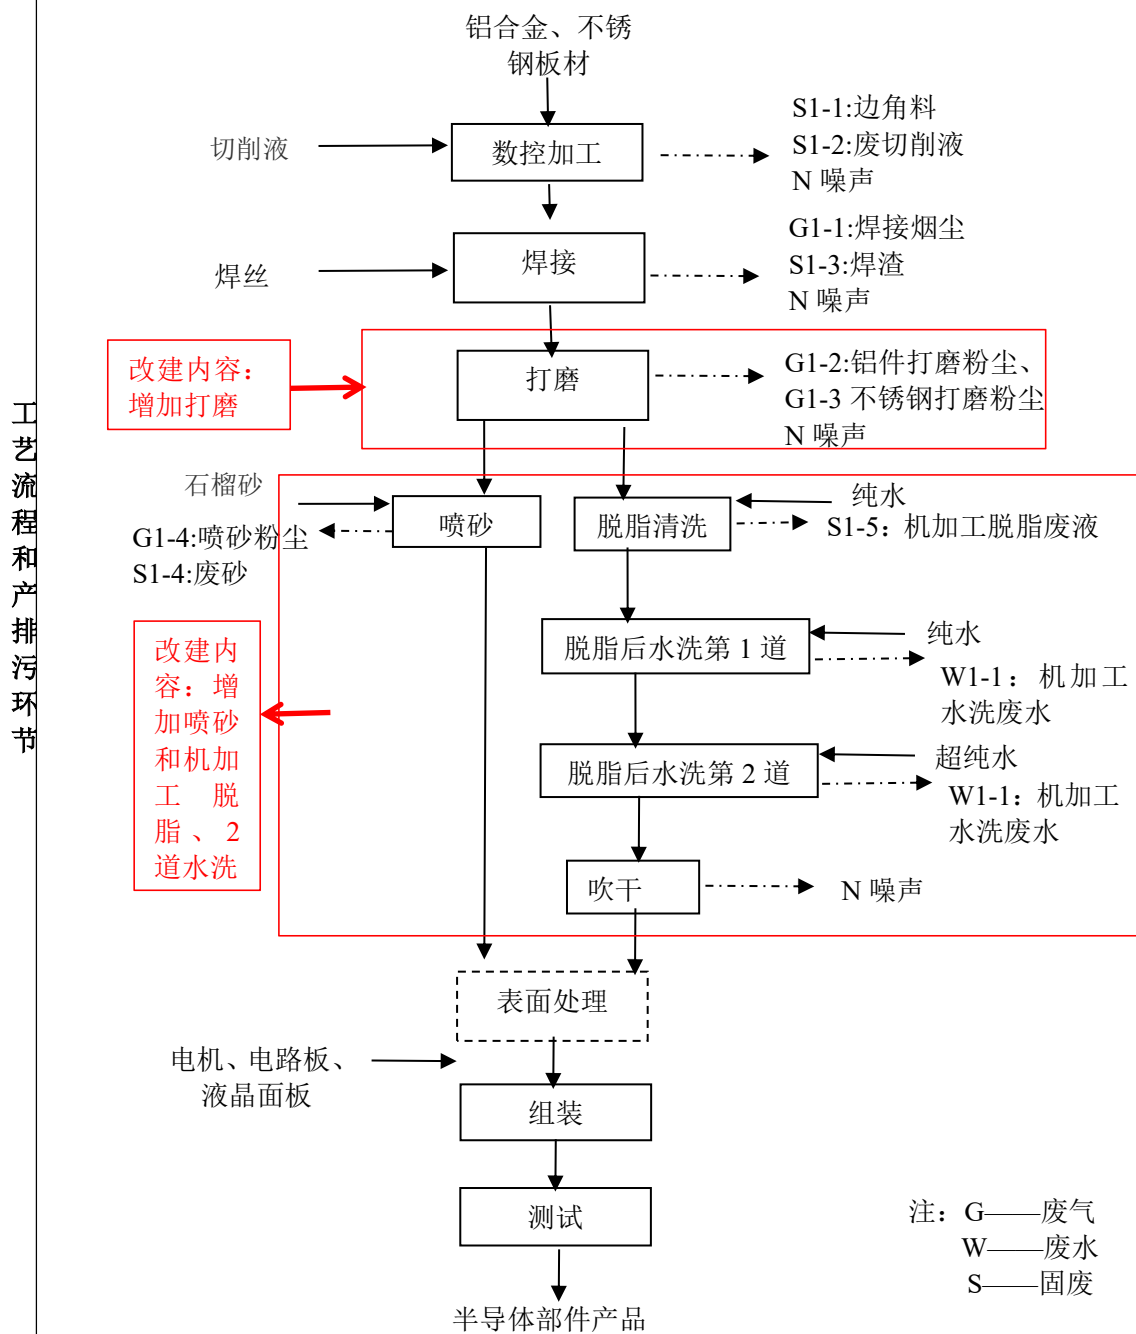 工艺流程和产排污环节
铝合金、不锈
钢板材
切削液
数控加工
S1-1:边角料
S1-2:废切削液
N 噪声
焊丝
焊接
G1-1:焊接烟尘
S1-3:焊渣
N 噪声
改建内容：
增加打磨
打磨
G1-2:铝件打磨粉尘、
G1-3 不锈钢打磨粉尘
N 噪声
石榴砂
喷砂
G1-4:喷砂粉尘
S1-4:废砂
脱脂清洗
纯水
S1-5：机加工脱脂废液
改建内
容：增
加喷砂
和机加
工脱
脂、2
道水洗
脱脂后水洗第 1 道
纯水
W1-1：机加工
水洗废水
脱脂后水洗第 2 道
超纯水
W1-1：机加工
水洗废水
吹干
N 噪声
表面处理
电机、电路板、
液晶面板
组装
测试
半导体部件产品
注：G——废气
W——废水
S——固废